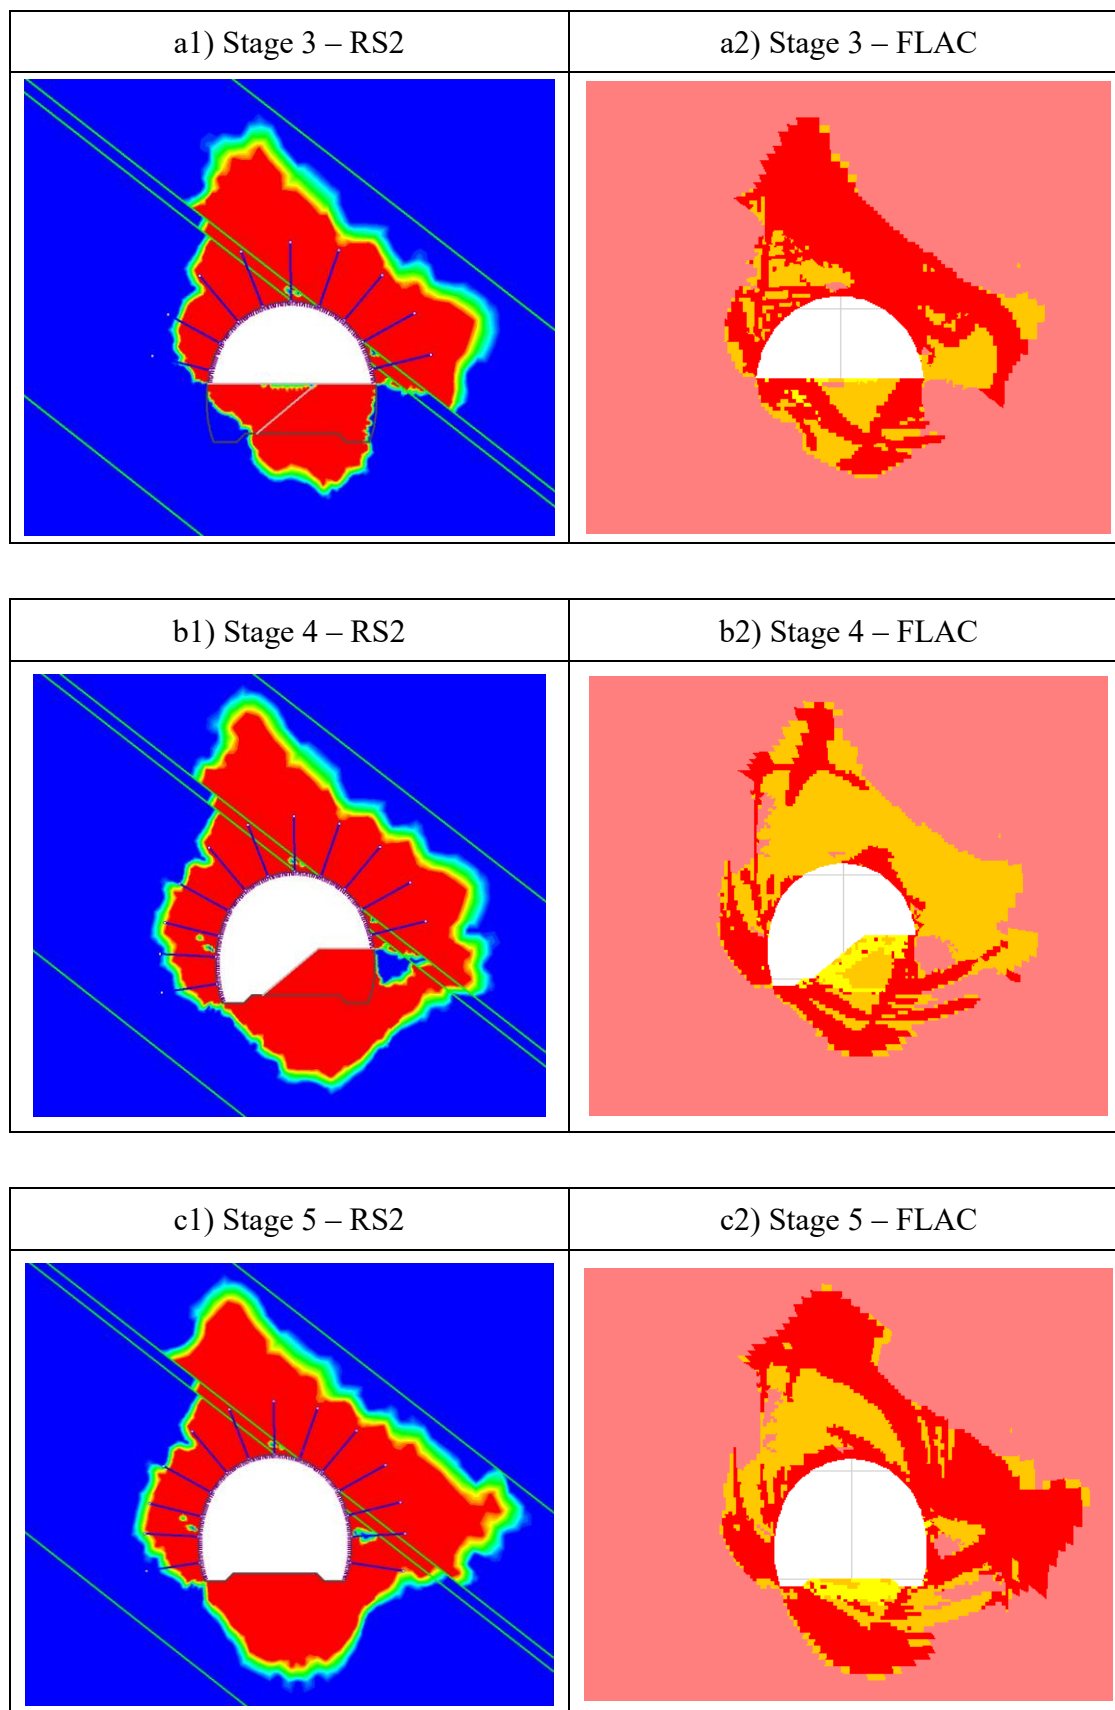 a1) Stage 3 – RS2
a2) Stage 3 – FLAC
b1) Stage 4 – RS2
b2) Stage 4 – FLAC
c1) Stage 5 – RS2
c2) Stage 5 – FLAC